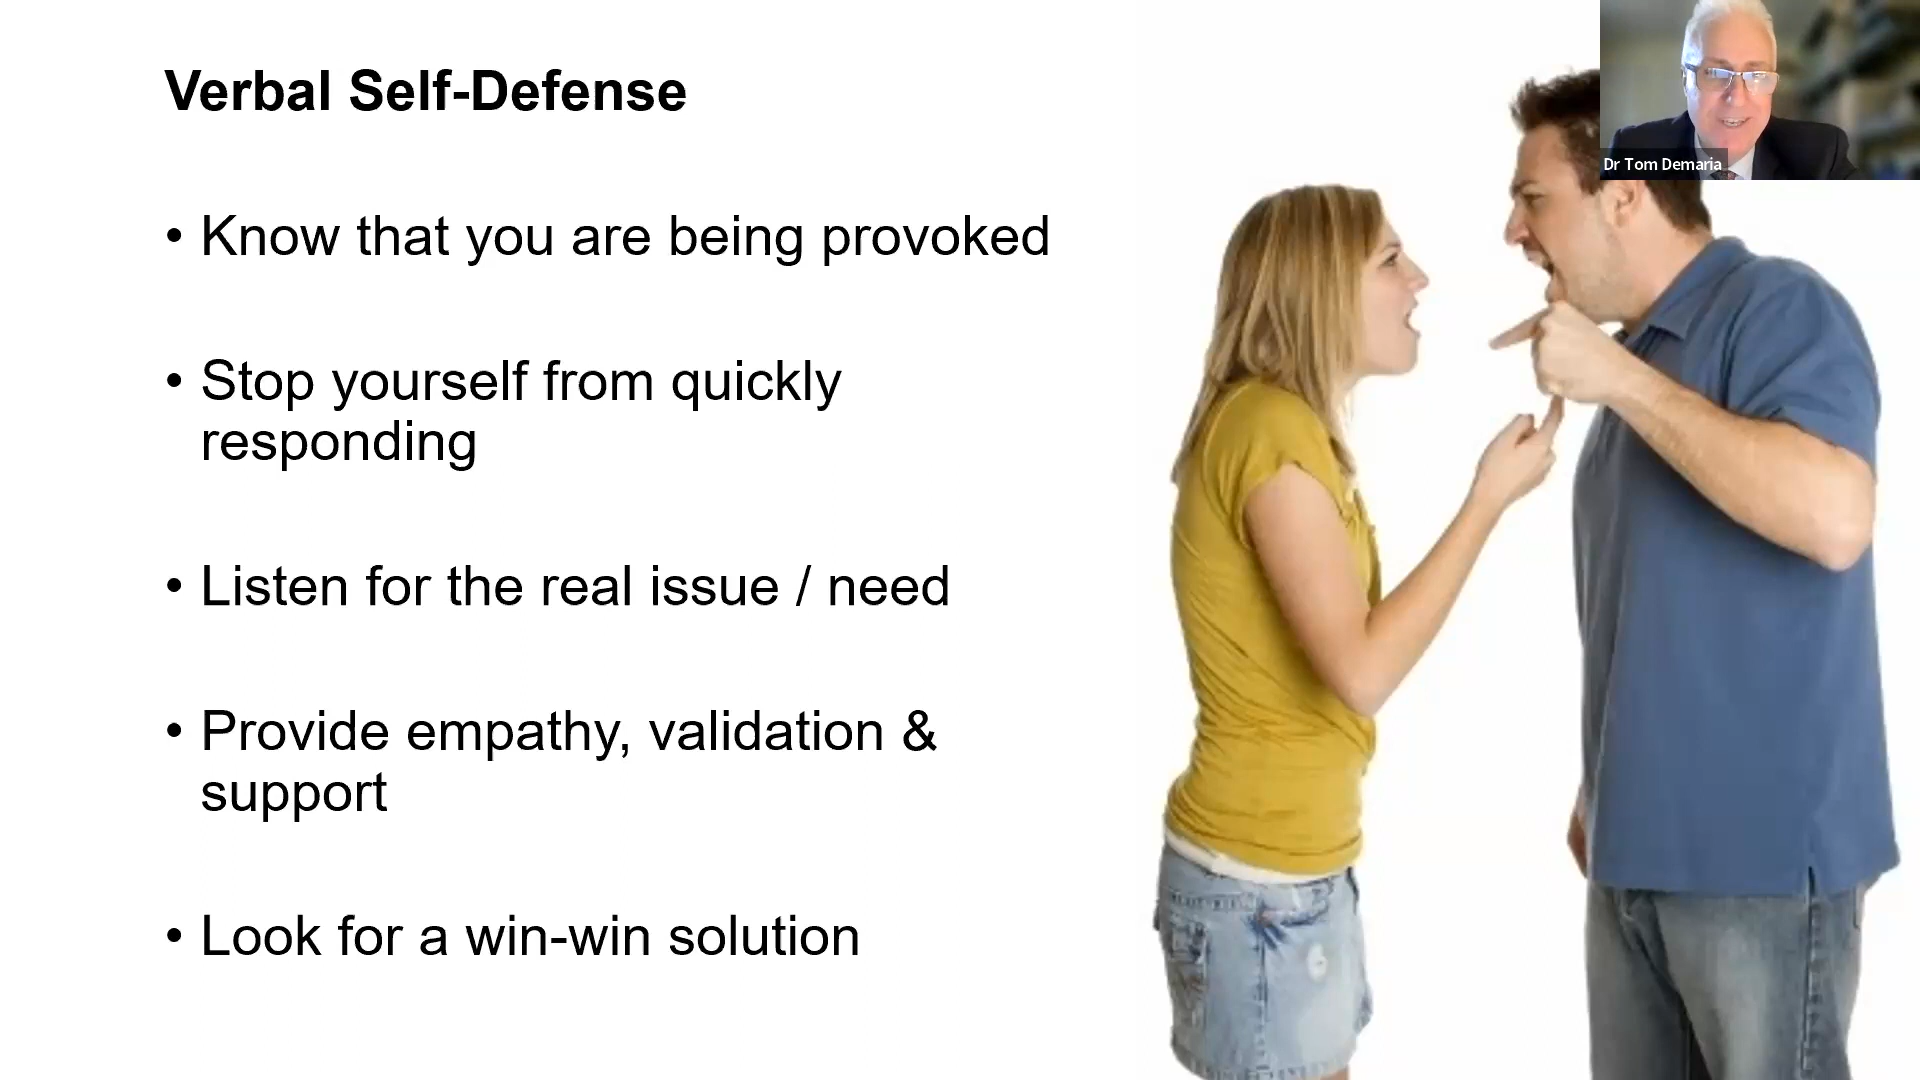 Verbal Self-Defense
• Know that you are being provoked
• Stop yourself from quickly
responding
• Listen for the real issue / need
• Provide empathy, validation &
support
• Look for a win-win solution
Dr Tom Demaria